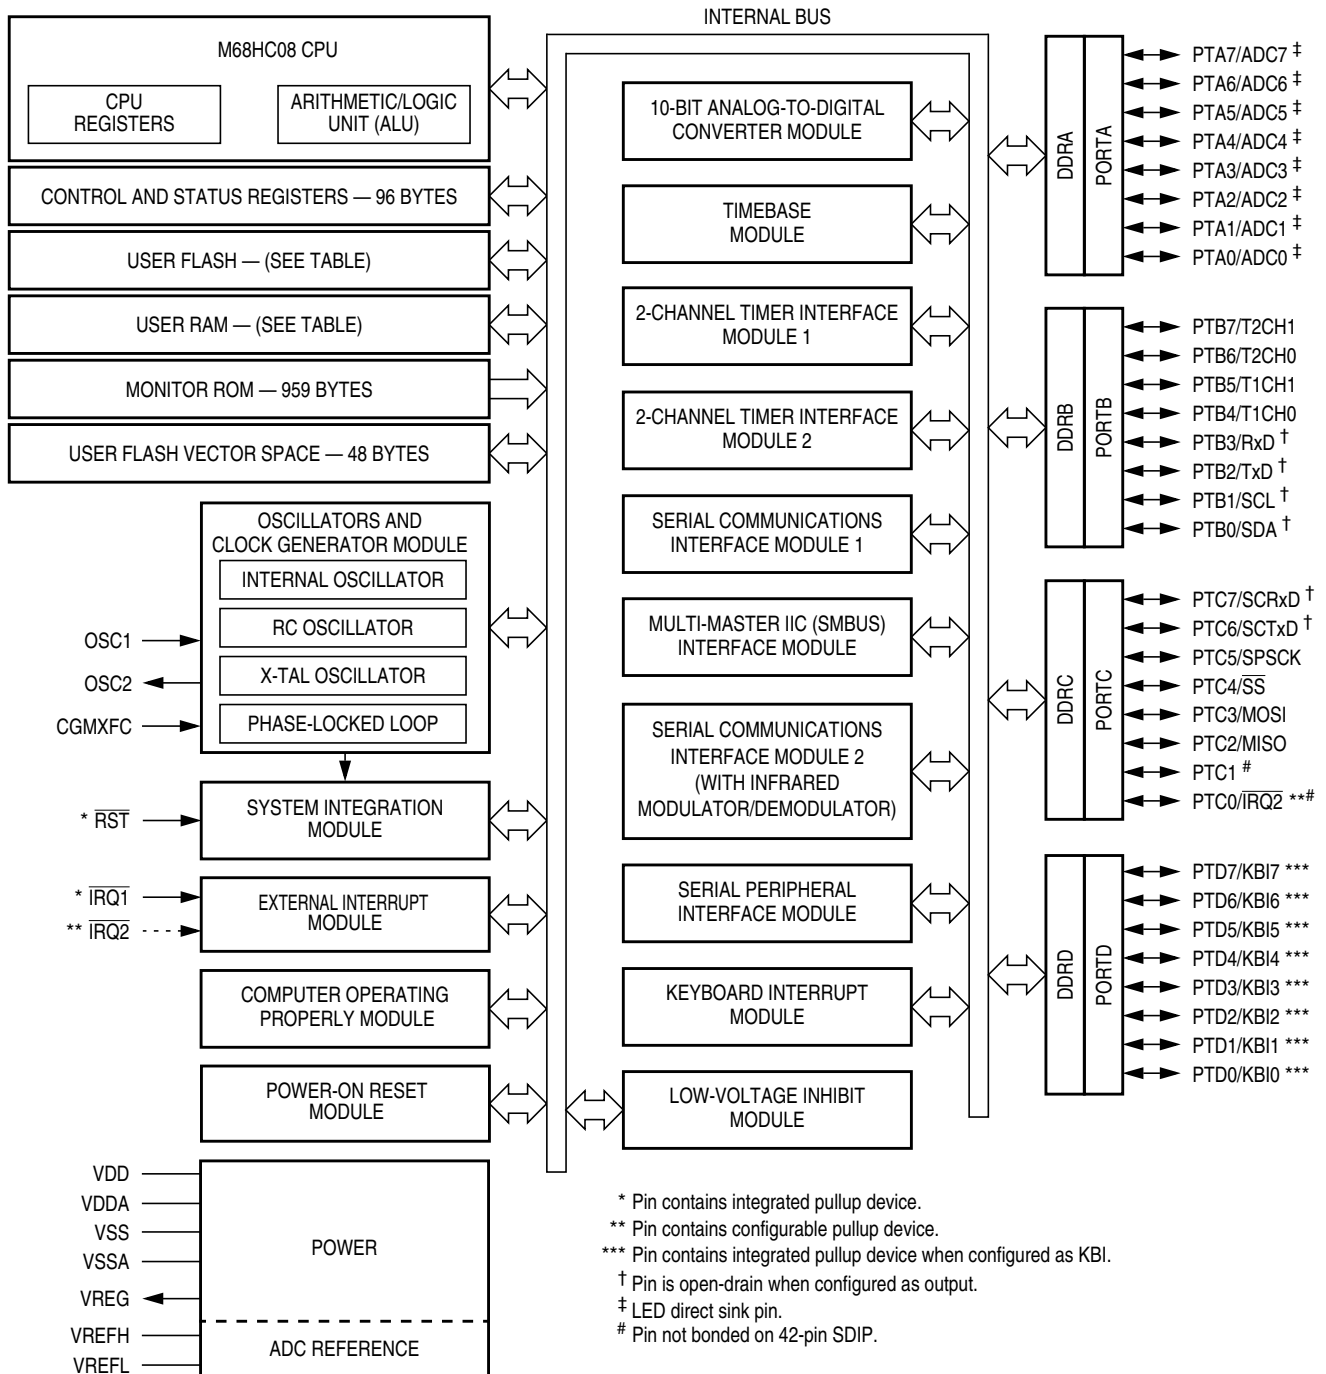 INTERNAL BUS
M68HC08 CPU
CPU
REGISTERS
ARITHMETIC/LOGIC
UNIT (ALU)
CONTROL AND STATUS REGISTERS — 96 BYTES
USER FLASH — (SEE TABLE)
USER RAM — (SEE TABLE)
MONITOR ROM — 959 BYTES
USER FLASH VECTOR SPACE — 48 BYTES
OSCILLATORS AND
CLOCK GENERATOR MODULE
INTERNAL OSCILLATOR
RC OSCILLATOR
X-TAL OSCILLATOR
PHASE-LOCKED LOOP
OSC1
OSC2
CGMXFC
SYSTEM INTEGRATION
MODULE
* RST
EXTERNAL INTERRUPT
MODULE
* IRQ1
** IRQ2
COMPUTER OPERATING
PROPERLY MODULE
POWER-ON RESET
MODULE
VDD
VDDA
VSS
VSSA
VREG
VREFH
VREFL
POWER
ADC REFERENCE
10-BIT ANALOG-TO-DIGITAL
CONVERTER MODULE
TIMEBASE
MODULE
2-CHANNEL TIMER INTERFACE
MODULE 1
2-CHANNEL TIMER INTERFACE
MODULE 2
SERIAL COMMUNICATIONS
INTERFACE MODULE 1
MULTI-MASTER IIC (SMBUS)
INTERFACE MODULE
SERIAL COMMUNICATIONS
INTERFACE MODULE 2
(WITH INFRARED
MODULATOR/DEMODULATOR)
SERIAL PERIPHERAL
INTERFACE MODULE
KEYBOARD INTERRUPT
MODULE
LOW-VOLTAGE INHIBIT
MODULE
DDRA
PORTA
PTA7/ADC7 ‡
PTA6/ADC6 ‡
PTA5/ADC5 ‡
PTA4/ADC4 ‡
PTA3/ADC3 ‡
PTA2/ADC2 ‡
PTA1/ADC1 ‡
PTA0/ADC0 ‡
DDRB
PORTB
PTB7/T2CH1
PTB6/T2CH0
PTB5/T1CH1
PTB4/T1CH0
PTB3/RxD †
PTB2/TxD †
PTB1/SCL †
PTB0/SDA †
DDRC
PORTC
PTC7/SCRxD †
PTC6/SCTxD †
PTC5/SPSCK
PTC4/SS
PTC3/MOSI
PTC2/MISO
PTC1 #
PTC0/IRQ2 **#
DDRD
PORTD
PTD7/KBI7 ***
PTD6/KBI6 ***
PTD5/KBI5 ***
PTD4/KBI4 ***
PTD3/KBI3 ***
PTD2/KBI2 ***
PTD1/KBI1 ***
PTD0/KBI0 ***
* Pin contains integrated pullup device.
** Pin contains configurable pullup device.
*** Pin contains integrated pullup device when configured as KBI.
† Pin is open-drain when configured as output.
‡ LED direct sink pin.
# Pin not bonded on 42-pin SDIP.